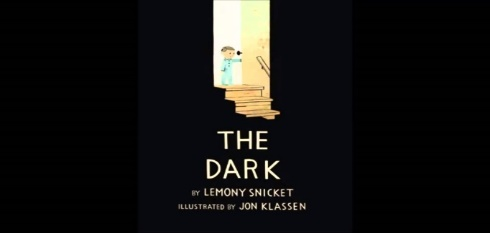 THE
DARK
BY LEMONY SNICKET
ILLUSTRATED BY JON KLASSEN